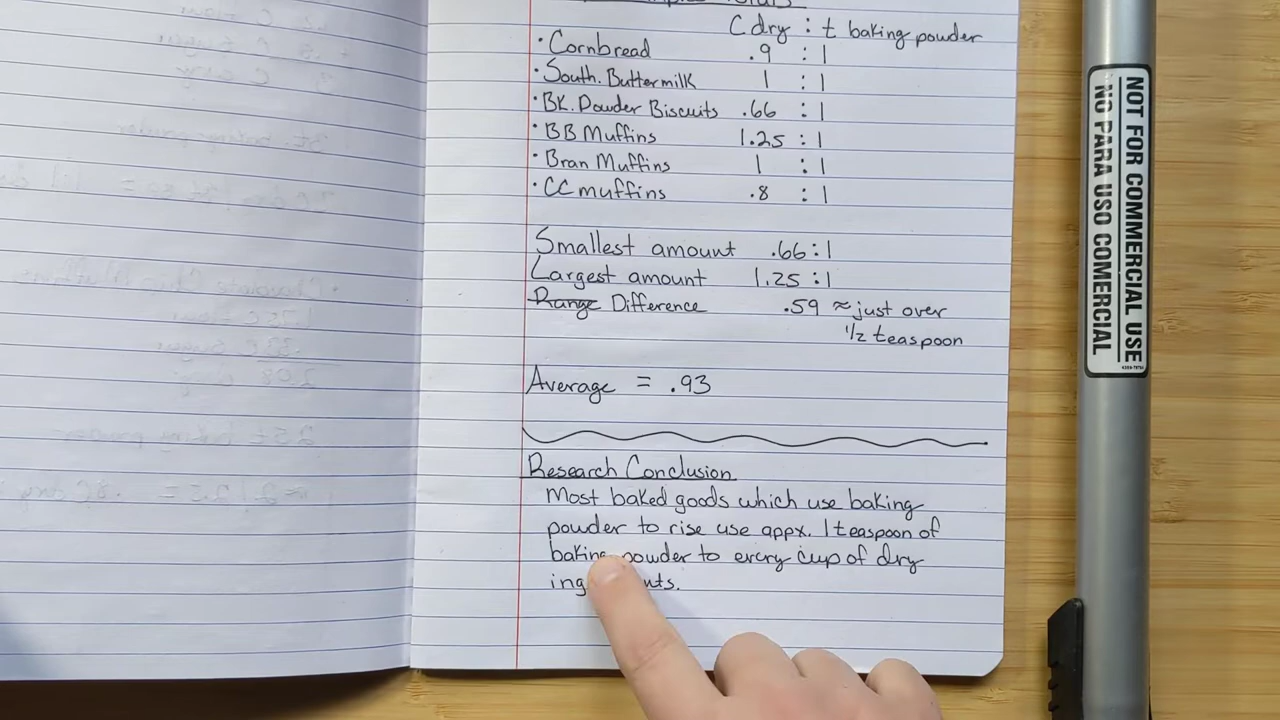 C dry : t baking powder
• Cornbread .9 : 1
• South. Buttermilk 1 : 1
• BK. Powder Biscuits .66 : 1
• BB Muffins 1.25 : 1
• Bran Muffins 1 : 1
• CC muffins .8 : 1
Smallest amount .66 : 1
Largest amount 1.25 : 1
Range Difference .59 ≈ just over
1/2 teaspoon
Average = .93
Research Conclusion
Most baked goods which use baking
powder to rise use appx. 1 teaspoon of
baking powder to every cup of dry
ing nts.
NOT FOR COMMERCIAL USE
NO PARA USO COMERCIAL